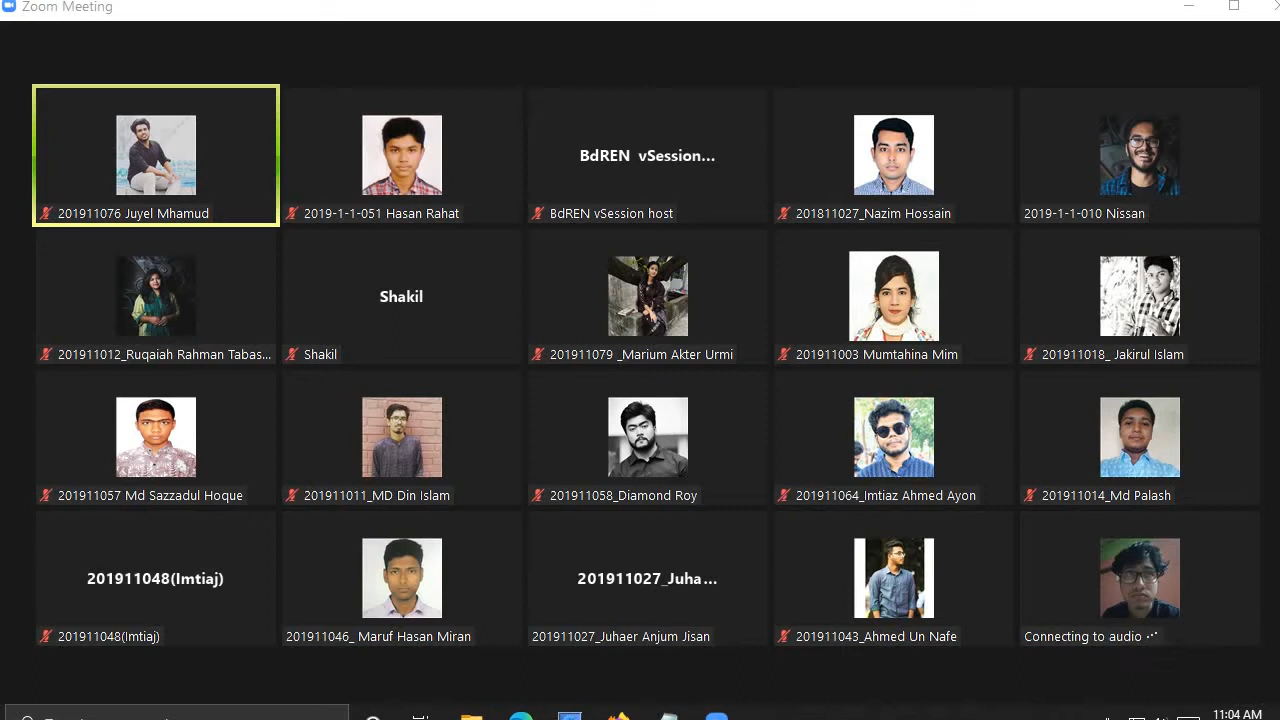 Zoom Meeting
201911076 Juyel Mhamud
2019-1-1-051 Hasan Rahat
BdREN vSession...
BdREN vSession host
201811027_Nazim Hossain
2019-1-1-010 Nissan
201911012_Ruqaiah Rahman Tabas...
Shakil
Shakil
201911079 _Marium Akter Urmi
201911003 Mumtahina Mim
201911018_ Jakirul Islam
201911057 Md Sazzadul Hoque
201911011_MD Din Islam
201911058_Diamond Roy
201911064_Imtiaz Ahmed Ayon
201911014_Md Palash
201911048(Imtiaj)
201911048(Imtiaj)
201911046_ Maruf Hasan Miran
201911027_Juha...
201911027_Juhaer Anjum Jisan
201911043_Ahmed Un Nafe
Connecting to audio
11:04 AM